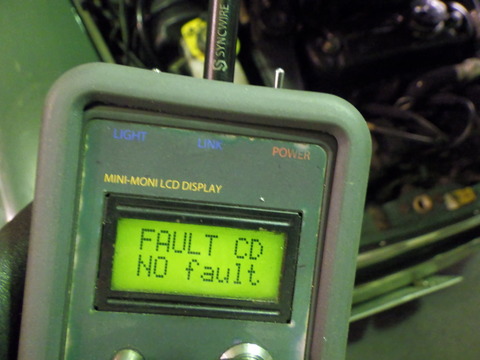 SYNCWIRE
LIGHT LINK POWER
MINI-MONI LCD DISPLAY
FAULT CD
NO fault